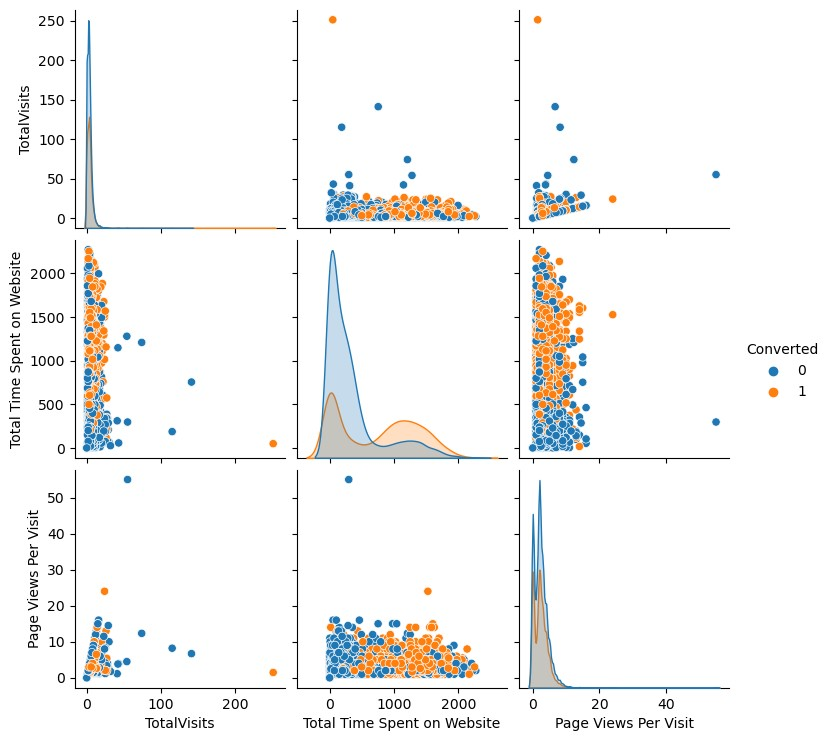 TotalVisits
250
200
150
100
50
0
Total Time Spent on Website
2000
1500
1000
500
0
Converted
0
1
Page Views Per Visit
50
40
30
20
10
0
0 200
0 1000 2000
0 20 40
TotalVisits
Total Time Spent on Website
Page Views Per Visit